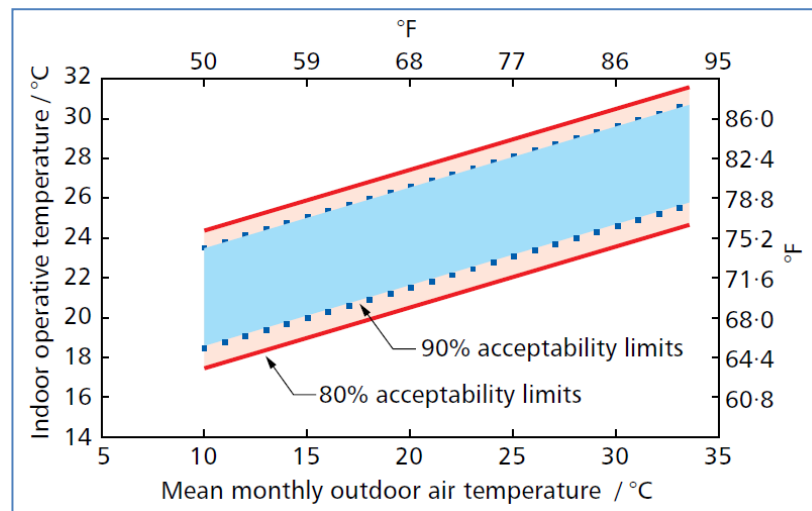 °F
50 59 68 77 86 95
32
30
28
26
24
22
20
18
16
14
Indoor operative temperature / °C
86·0
82·4
78·8
75·2
71·6
68·0
64·4
60·8
°F
90% acceptability limits
80% acceptability limits
5 10 15 20 25 30 35
Mean monthly outdoor air temperature / °C